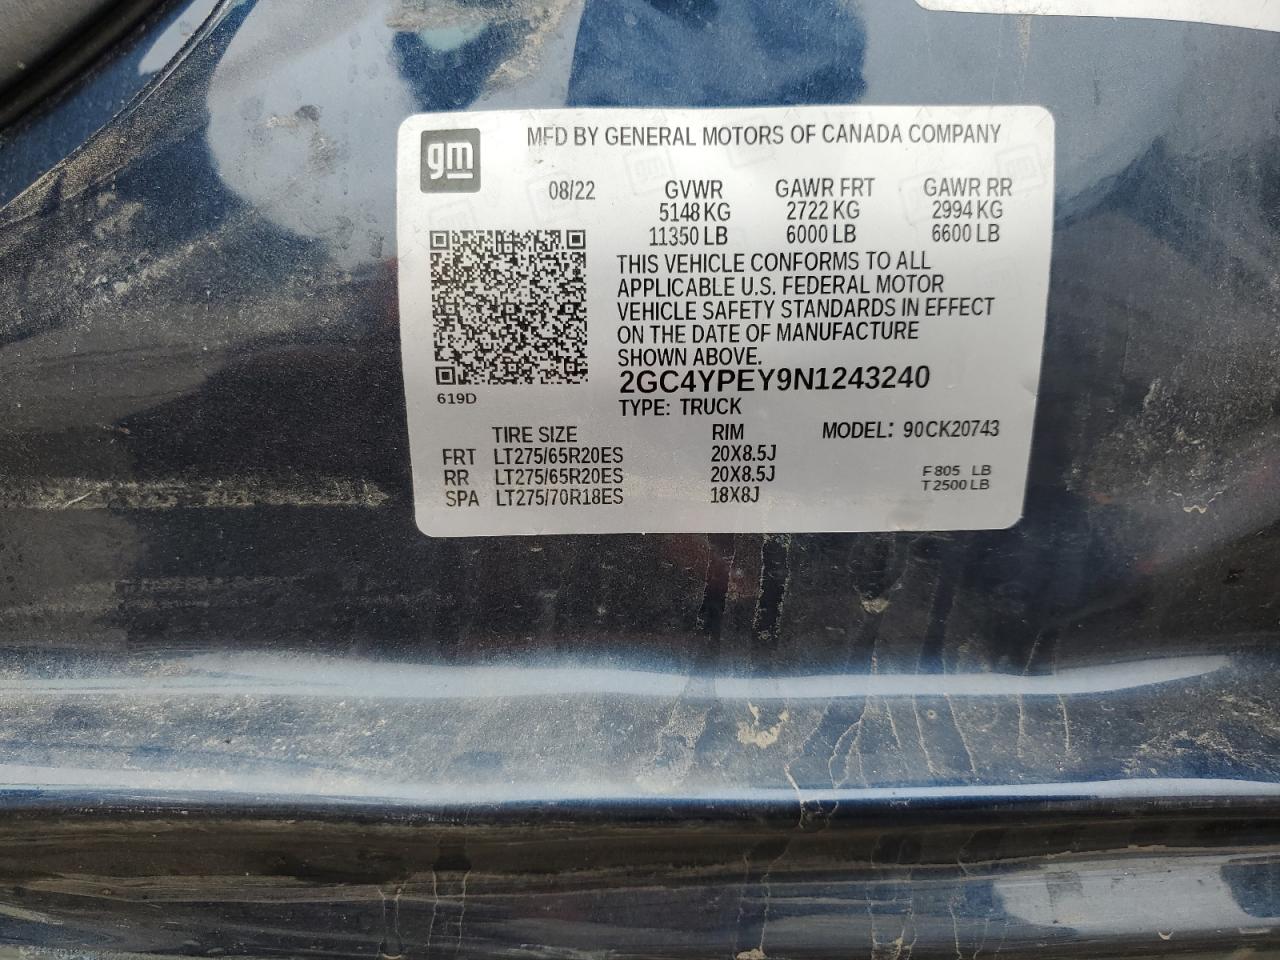 MFD BY GENERAL MOTORS OF CANADA COMPANY
gm
08/22 GVWR GAWR FRT GAWR RR
5148 KG 2722 KG 2994 KG
11350 LB 6000 LB 6600 LB
THIS VEHICLE CONFORMS TO ALL
APPLICABLE U.S. FEDERAL MOTOR
VEHICLE SAFETY STANDARDS IN EFFECT
ON THE DATE OF MANUFACTURE
SHOWN ABOVE.
2GC4YPEY9N1243240
619D
TYPE: TRUCK
TIRE SIZE RIM MODEL: 90CK20743
FRT LT275/65R20ES 20X8.5J
RR LT275/65R20ES 20X8.5J F 805 LB
SPA LT275/70R18ES 18X8J T 2500 LB